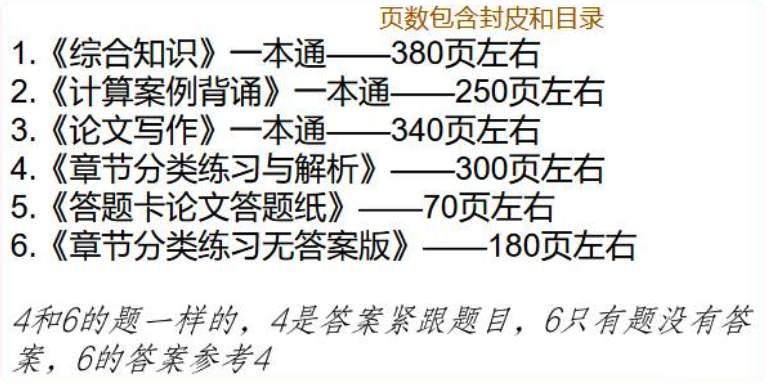 页数包含封皮和目录
1.《综合知识》一本通——380页左右
2.《计算案例背诵》一本通——250页左右
3.《论文写作》一本通——340页左右
4.《章节分类练习与解析》——300页左右
5.《答题卡论文答题纸》——70页左右
6.《章节分类练习无答案版》——180页左右
4和6的题一样的，4是答案紧跟题目，6只有题没有答
案，6的答案参考4